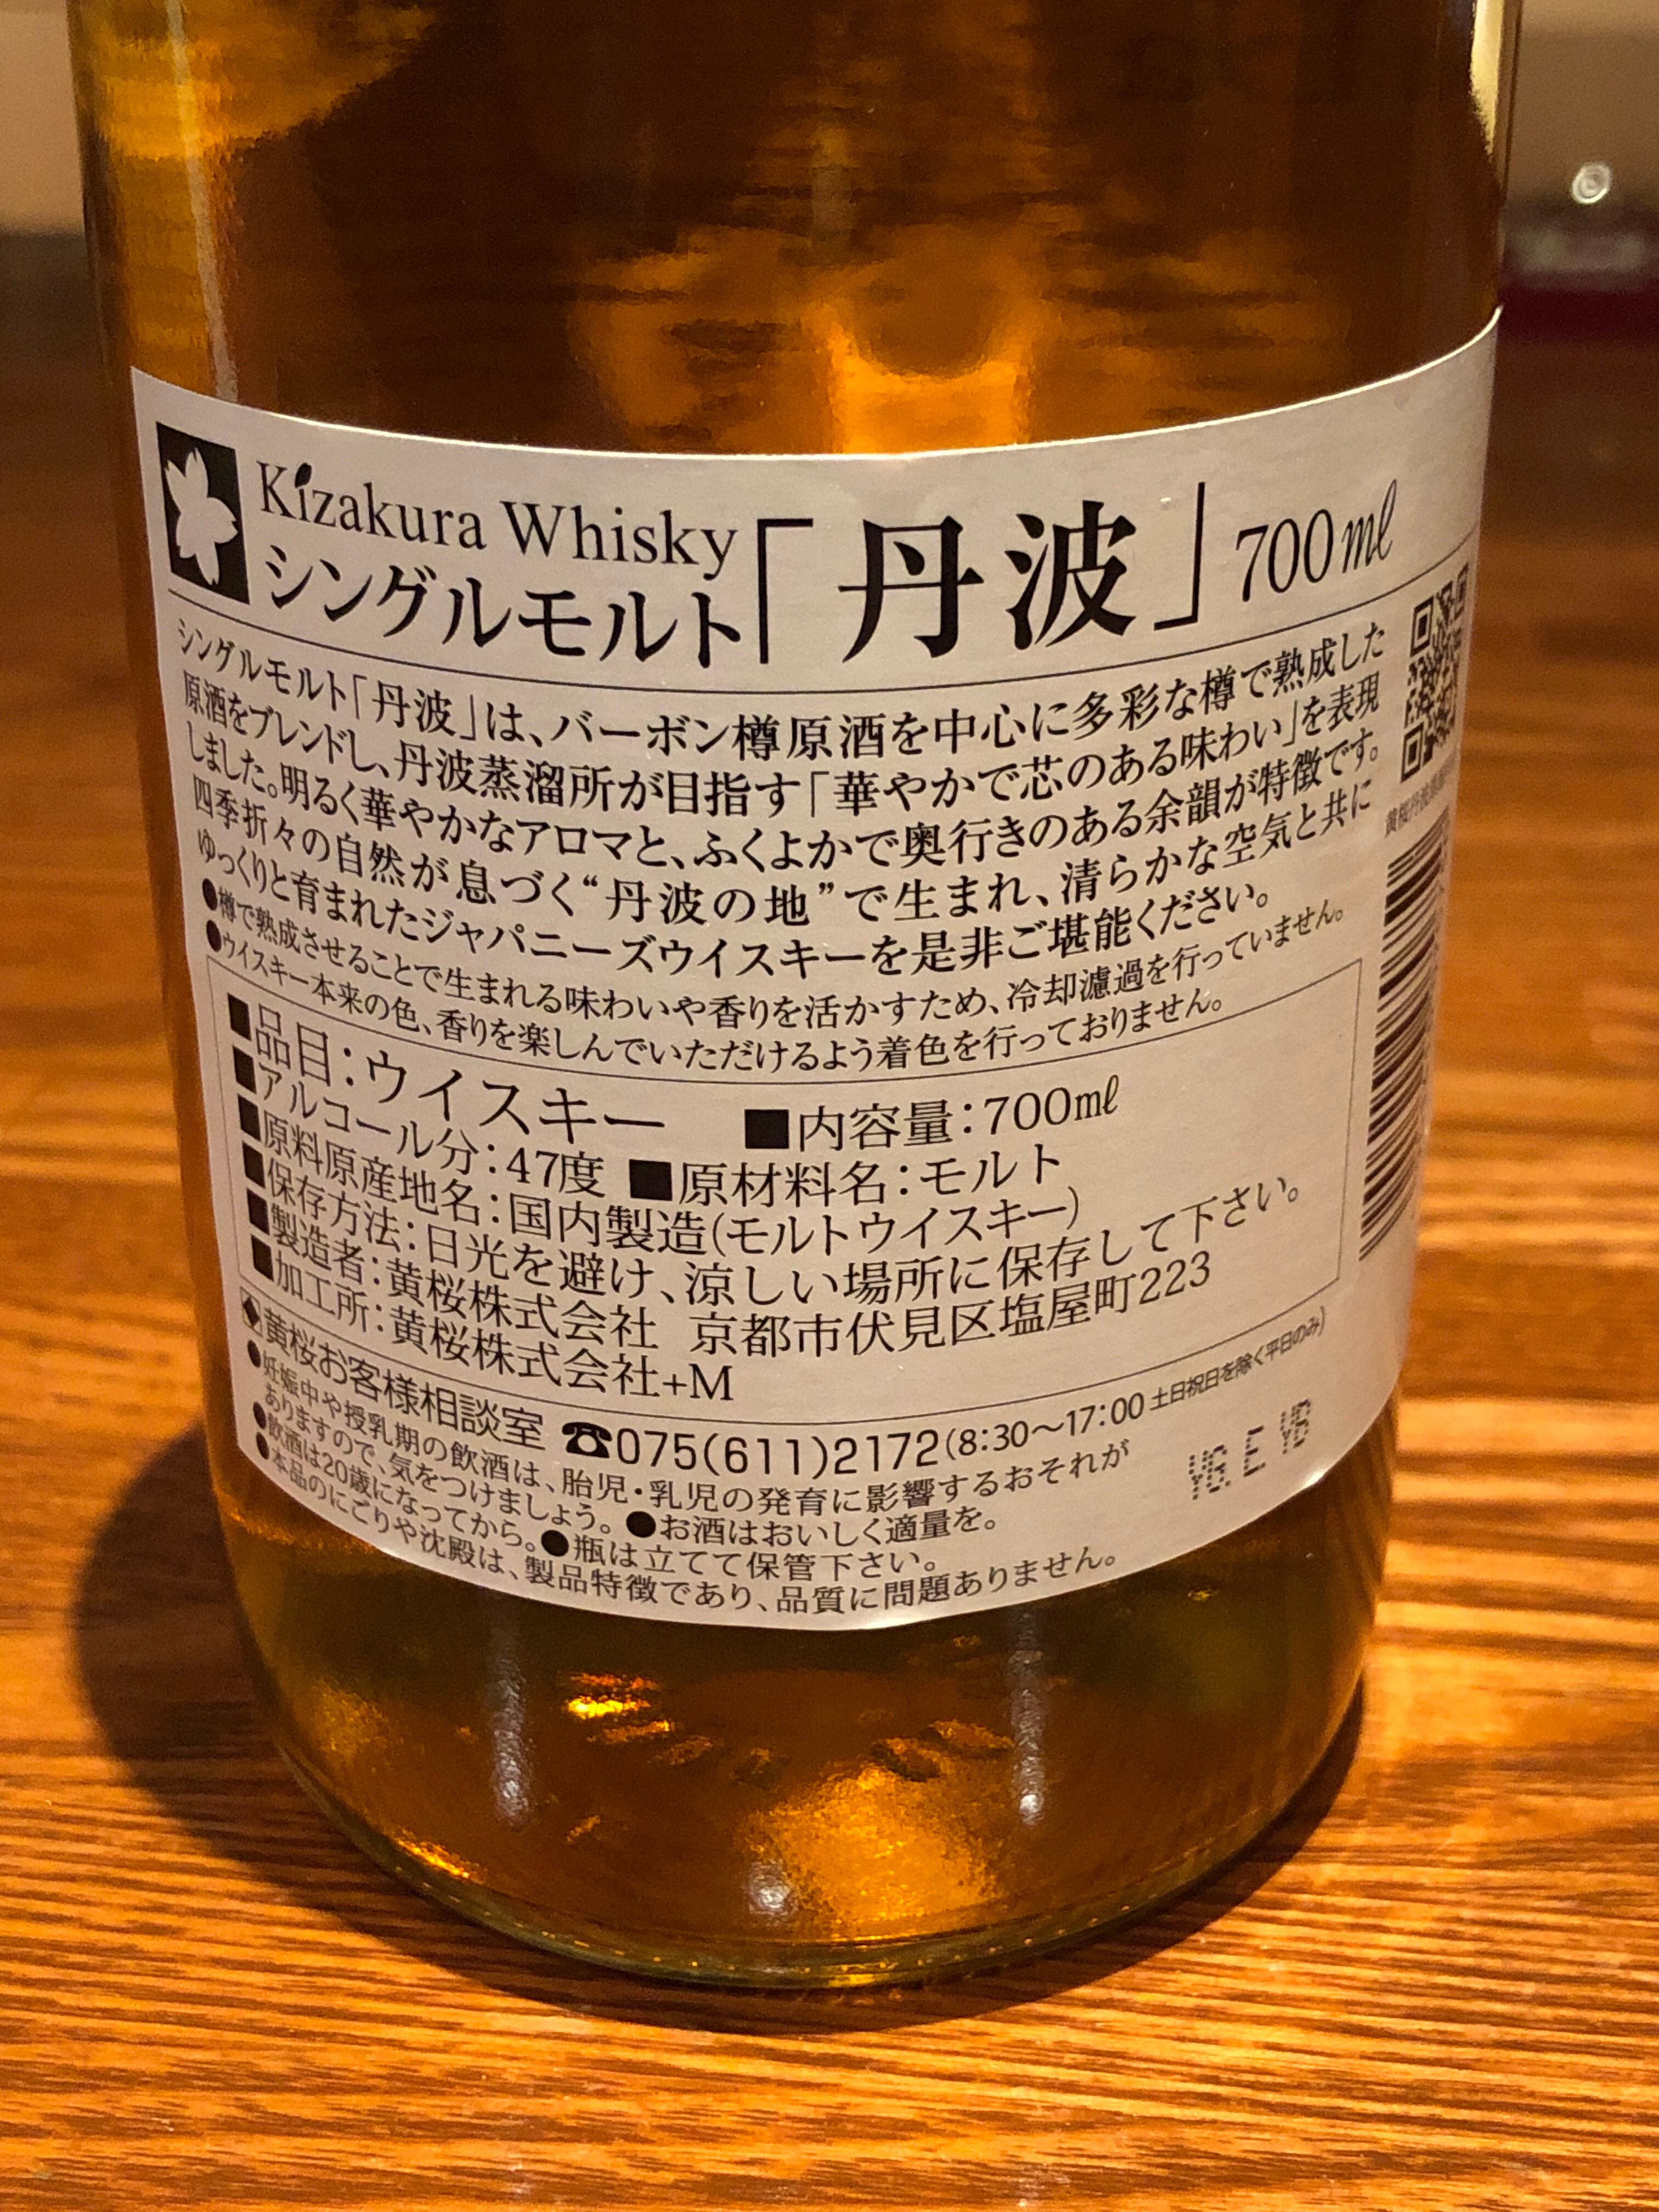 Kizakura Whisky
シングルモルト「丹波」700ml
シングルモルト「丹波」は、バーボン樽原酒を中心に多彩な樽で熟成した
原酒をブレンドし、丹波蒸溜所が目指す「華やかで芯のある味わい」を表現
しました。明るく華やかなアロマと、ふくよかで奥行きのある余韻が特徴です。
四季折々の自然が息づく“丹波の地”で生まれ、清らかな空気と共に
ゆっくりと育まれたジャパニーズウイスキーを是非ご堪能ください。
●樽で熟成させることで生まれる味わいや香りを活かすため、冷却濾過を行っていません。
●ウイスキー本来の色、香りを楽しんでいただけるよう着色を行っておりません。
■品目：ウイスキー ■内容量：700㎖
■アルコール分：47度 ■原材料名：モルト
■原料原産地名：国内製造(モルトウイスキー)
■保存方法：日光を避け、涼しい場所に保存して下さい。
■製造者：黄桜株式会社 京都市伏見区塩屋町223
■加工所：黄桜株式会社+M
黄桜お客様相談室 ☎075(611)2172(8:30～17:00 土日祝日を除く平日のみ)
●妊娠中や授乳期の飲酒は、胎児・乳児の発育に影響するおそれが
ありますので、気をつけましょう。●お酒はおいしく適量を。
●飲酒は20歳になってから。●瓶は立てて保管下さい。
●本品のにごりや沈殿は、製品特徴であり、品質に問題ありません。